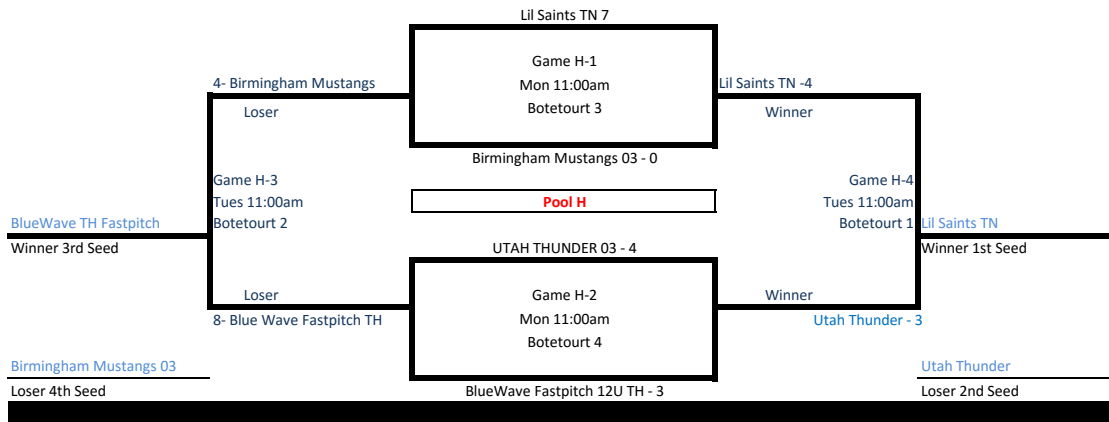 Lil Saints TN 7
Game H-1
Mon 11:00am
Botetourt 3
4- Birmingham Mustangs
Lil Saints TN -4
Loser
Winner
Birmingham Mustangs 03 - 0
Game H-3
Tues 11:00am
Botetourt 2
Pool H
Game H-4
Tues 11:00am
Botetourt 1
BlueWave TH Fastpitch
Winner 3rd Seed
Lil Saints TN
Winner 1st Seed
UTAH THUNDER 03 - 4
Game H-2
Mon 11:00am
Botetourt 4
Loser
Winner
8- Blue Wave Fastpitch TH
Utah Thunder - 3
BlueWave Fastpitch 12U TH - 3
Birmingham Mustangs 03
Loser 4th Seed
Utah Thunder
Loser 2nd Seed